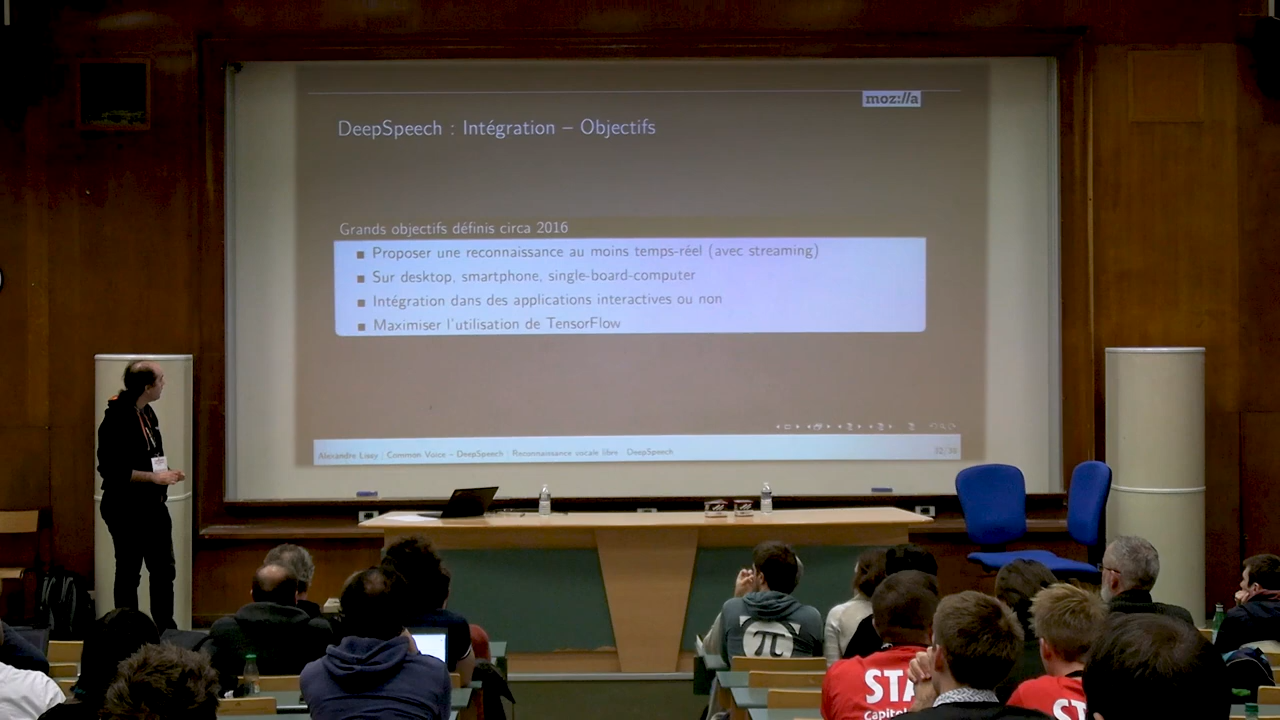 moz://a
DeepSpeech : Intégration – Objectifs
Grands objectifs définis circa 2016
Proposer une reconnaissance au moins temps-réel (avec streaming)
Sur desktop, smartphone, single-board-computer
Intégration dans des applications interactives ou non
Maximiser l'utilisation de TensorFlow
Alexandre Lissy Common Voice – DeepSpeech : Reconnaissance vocale libre DeepSpeech
π
STA
Capitol
ST